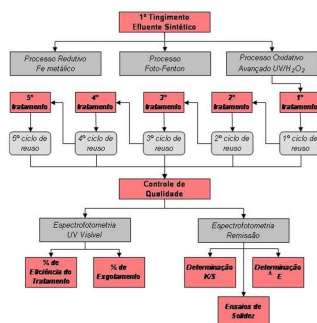 1º Tingimento
Efluente Sintético
Processo Redutivo
Fe metálico
Processo
Foto-Fenton
Processo Oxidativo
Avançado UV/H₂O₂
5º
tratamento
4º
tratamento
3º
tratamento
2º
tratamento
1º
tratamento
5º ciclo de
reuso
4º ciclo de
reuso
3º ciclo de
reuso
2º ciclo de
reuso
1º ciclo de
reuso
Controle de
Qualidade
Espectrofotometria
UV Visível
Espectrofotometria
Remissão
% de
Eficiência do
Tratamento
% de
Esgotamento
Determinação
K/S
Determinação
E
Ensaios de
Solidez